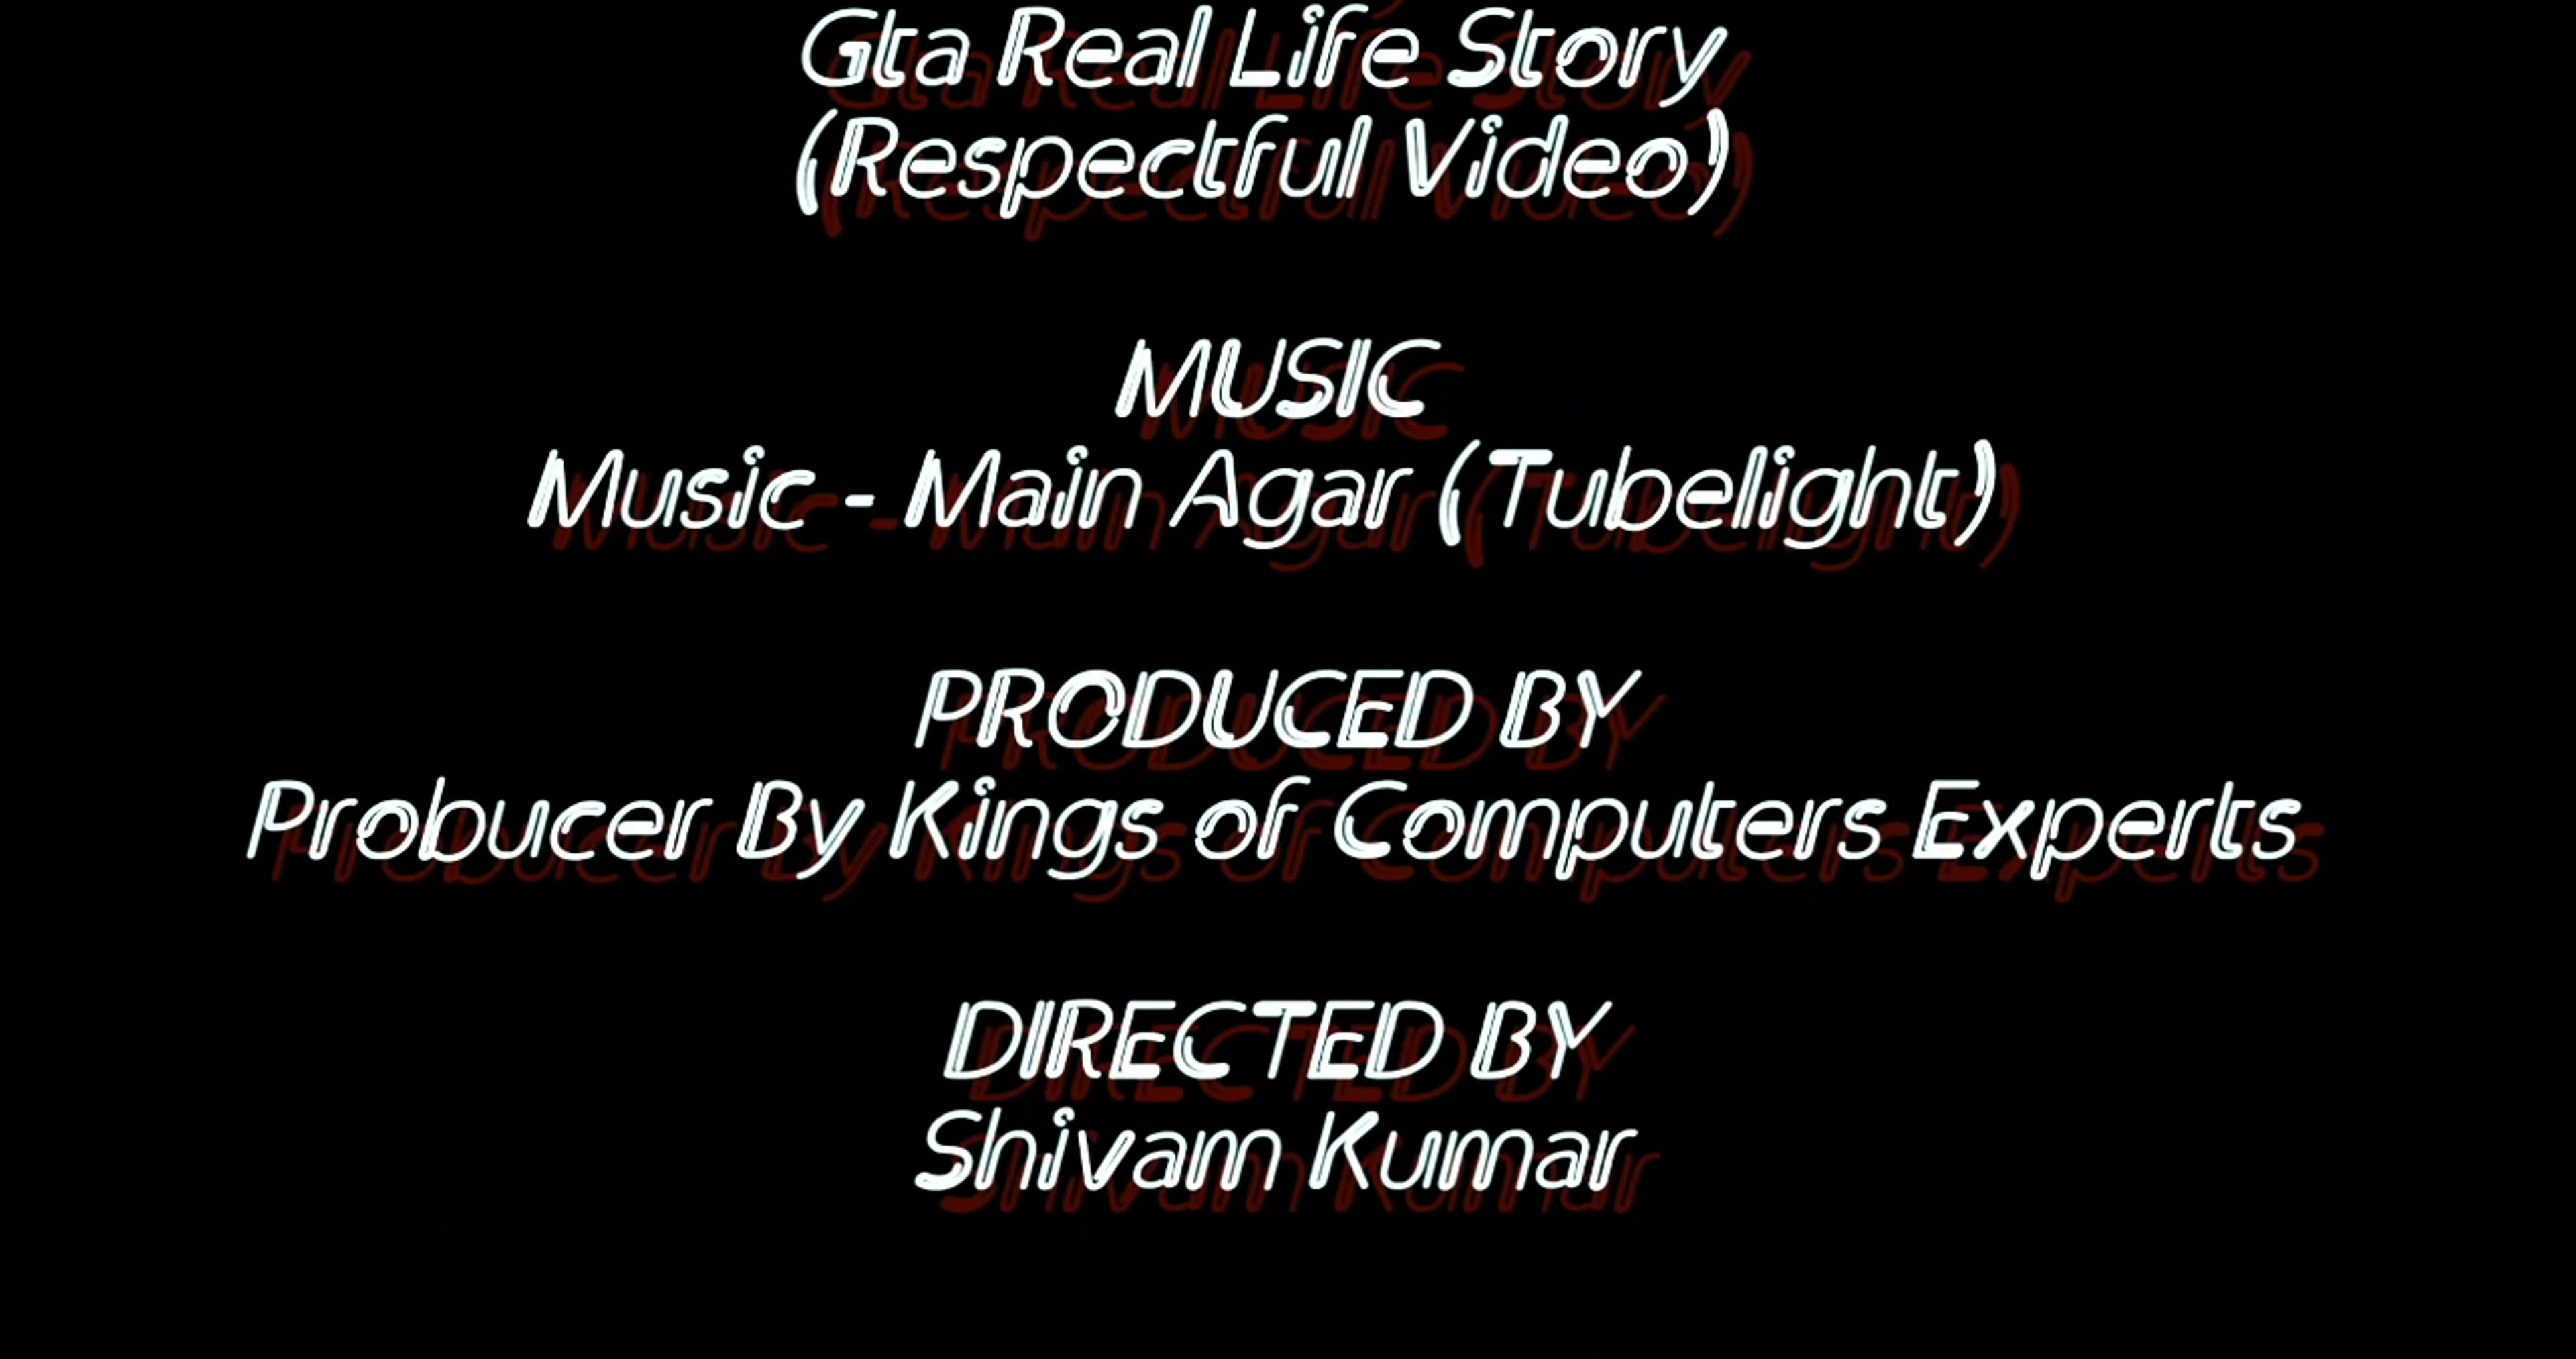 Gta Real Life Story
(Respectful Video)
MUSIC
Music - Main Agar (Tubelight)
PRODUCED BY
Probucer By Kings of Computers Experts
DIRECTED BY
Shivam Kumar